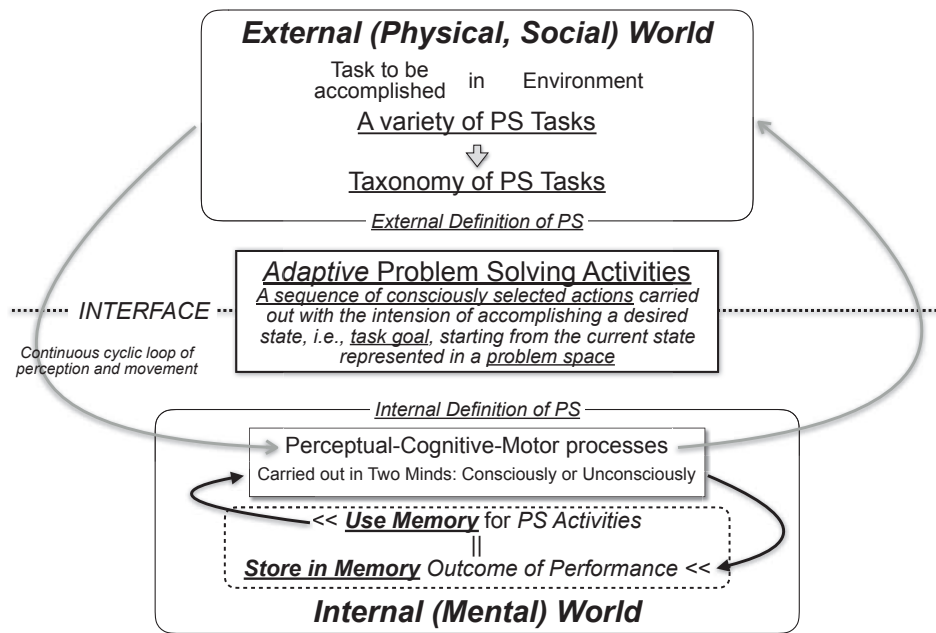 External (Physical, Social) World
Task to be accomplished in Environment
A variety of PS Tasks
Taxonomy of PS Tasks
External Definition of PS
Adaptive Problem Solving Activities
A sequence of consciously selected actions carried
out with the intension of accomplishing a desired
state, i.e., task goal, starting from the current state
represented in a problem space
INTERFACE
Continuous cyclic loop of
perception and movement
Internal Definition of PS
Perceptual-Cognitive-Motor processes
Carried out in Two Minds: Consciously or Unconsciously
<< Use Memory for PS Activities
||
Store in Memory Outcome of Performance <<
Internal (Mental) World